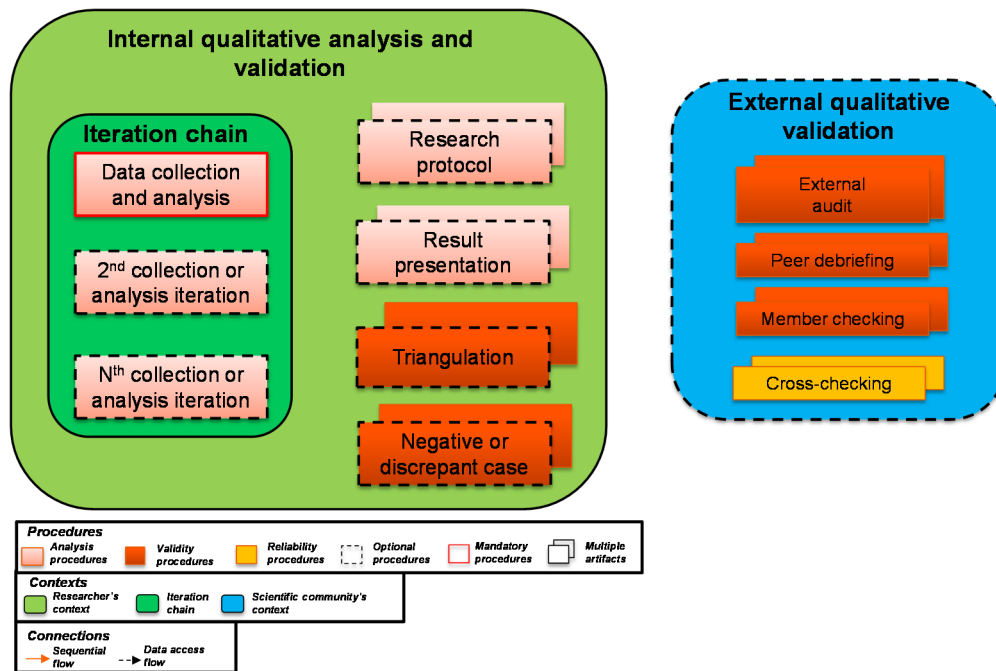 Internal qualitative analysis and
validation
Iteration chain
Data collection
and analysis
2nd collection or
analysis iteration
Nth collection or
analysis iteration
Research
protocol
Result
presentation
Triangulation
Negative or
discrepant case
External qualitative
validation
External
audit
Peer debriefing
Member checking
Cross-checking
Procedures
Analysis
procedures
Validity
procedures
Reliability
procedures
Optional
procedures
Mandatory
procedures
Multiple
artifacts
Contexts
Researcher's
context
Iteration
chain
Scientific community's
context
Connections
Sequential
flow
Data access
flow